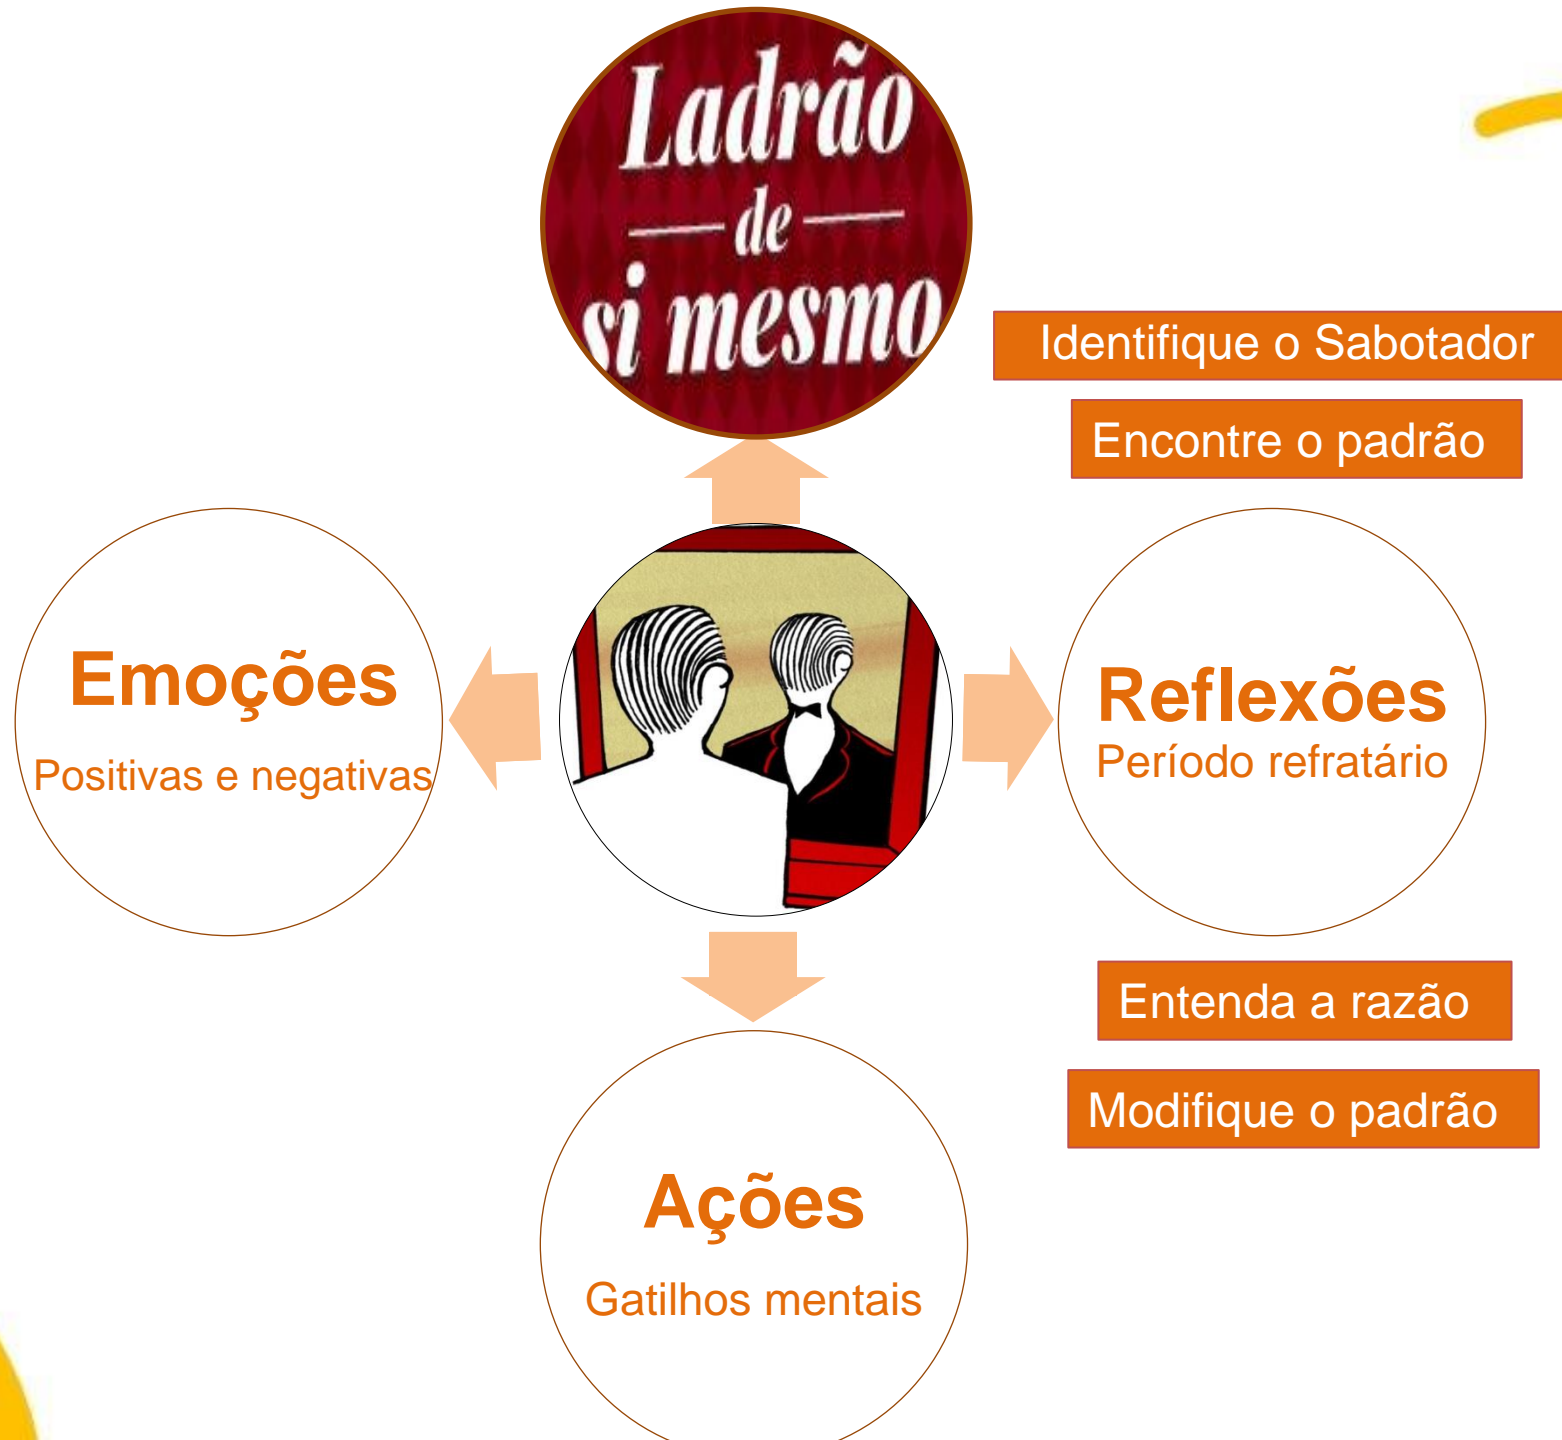 Ladrão
de
si mesmo
Identifique o Sabotador
Encontre o padrão
Emoções
Positivas e negativas
Reflexões
Período refratário
Entenda a razão
Modifique o padrão
Ações
Gatilhos mentais